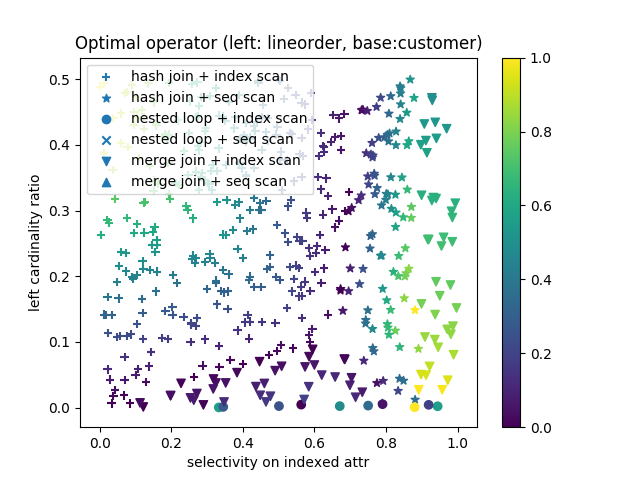 Optimal operator (left: lineorder, base:customer)
hash join + index scan
hash join + seq scan
nested loop + index scan
nested loop + seq scan
merge join + index scan
merge join + seq scan
left cardinality ratio
0.5
0.4
0.3
0.2
0.1
0.0
0.0 0.2 0.4 0.6 0.8 1.0
selectivity on indexed attr
1.0
0.8
0.6
0.4
0.2
0.0